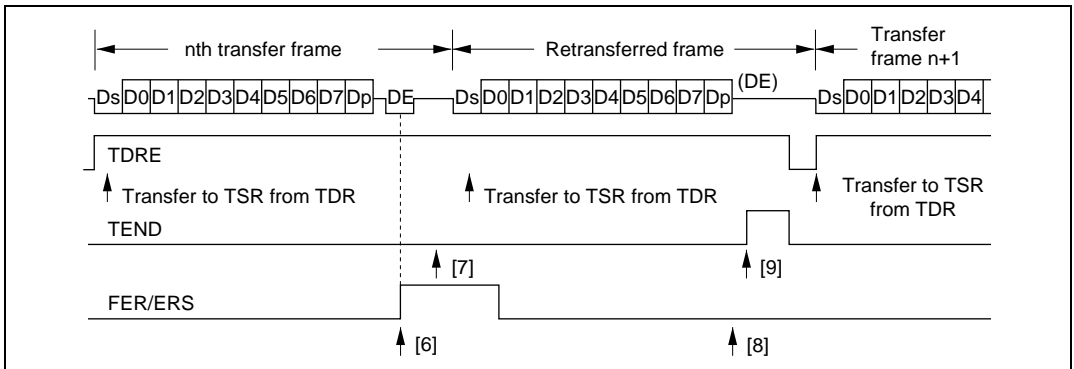 nth transfer frame
Retransferred frame
Transfer
frame n+1
(DE)
Ds D0 D1 D2 D3 D4 D5 D6 D7 Dp DE
Ds D0 D1 D2 D3 D4 D5 D6 D7 Dp
Ds D0 D1 D2 D3 D4
TDRE
Transfer to TSR from TDR
Transfer to TSR from TDR
Transfer to TSR
from TDR
TEND
[7]
[9]
FER/ERS
[6]
[8]